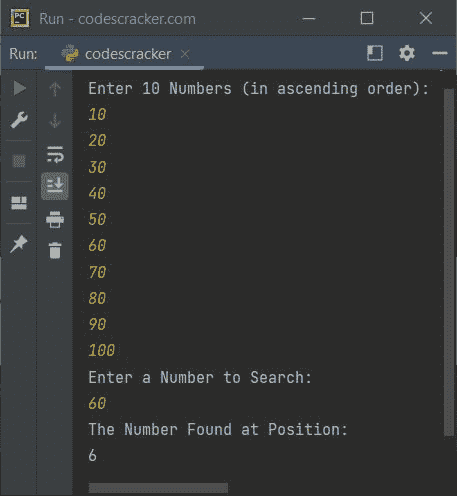 PC
Run - codescracker.com
Run: codescracker
Enter 10 Numbers (in ascending order):
10
20
30
40
50
60
70
80
90
100
Enter a Number to Search:
60
The Number Found at Position:
6